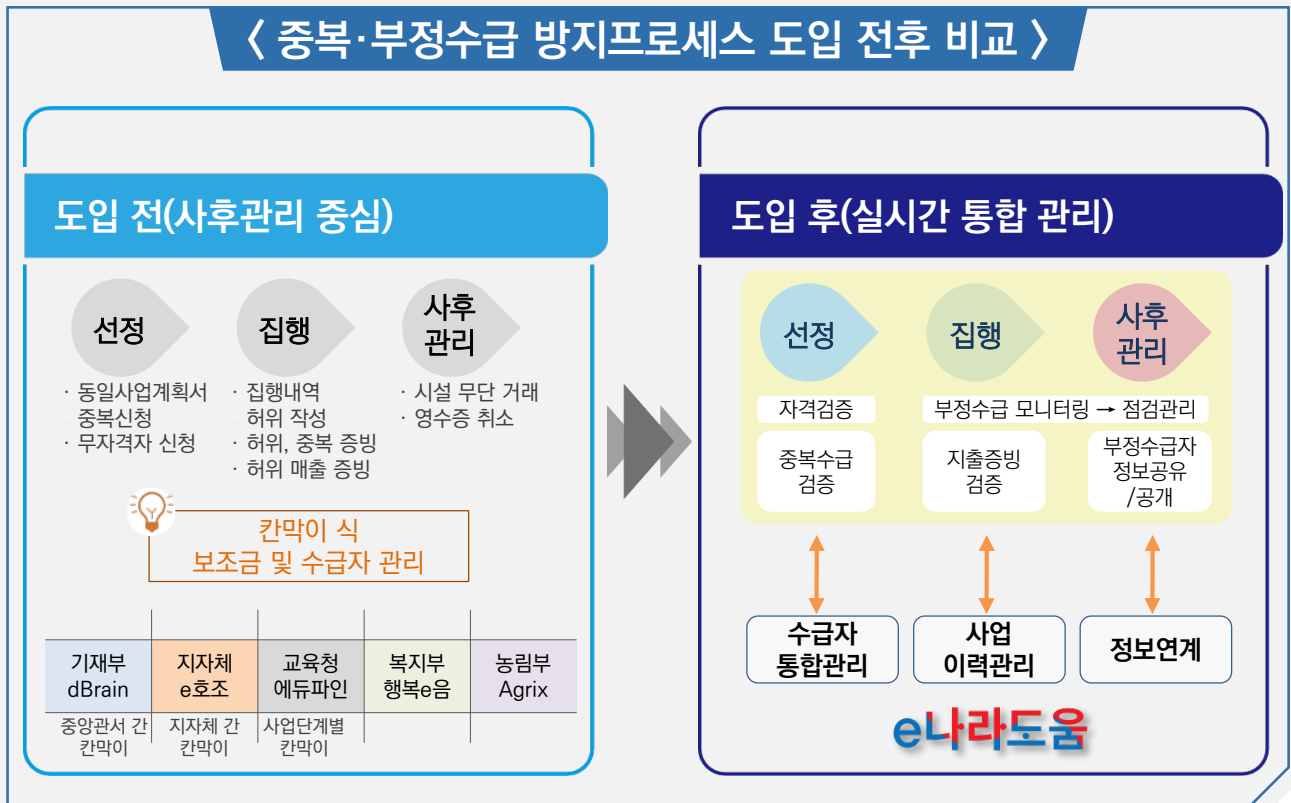 〈 중복·부정수급 방지프로세스 도입 전후 비교 〉
도입 전(사후관리 중심)
선정
집행
사후
관리
· 동일사업계획서
중복신청
· 무자격자 신청
· 집행내역
허위 작성
· 허위, 중복 증빙
· 허위 매출 증빙
· 시설 무단 거래
· 영수증 취소
칸막이 식
보조금 및 수급자 관리
기재부
dBrain
지자체
e호조
교육청
에듀파인
복지부
행복e음
농림부
Agrix
중앙관서 간
칸막이
지자체 간
칸막이
사업단계별
칸막이
도입 후(실시간 통합 관리)
선정
집행
사후
관리
자격검증
부정수급 모니터링 → 점검관리
중복수급
검증
지출증빙
검증
부정수급자
정보공유
/공개
수급자
통합관리
사업
이력관리
정보연계
e나라도움